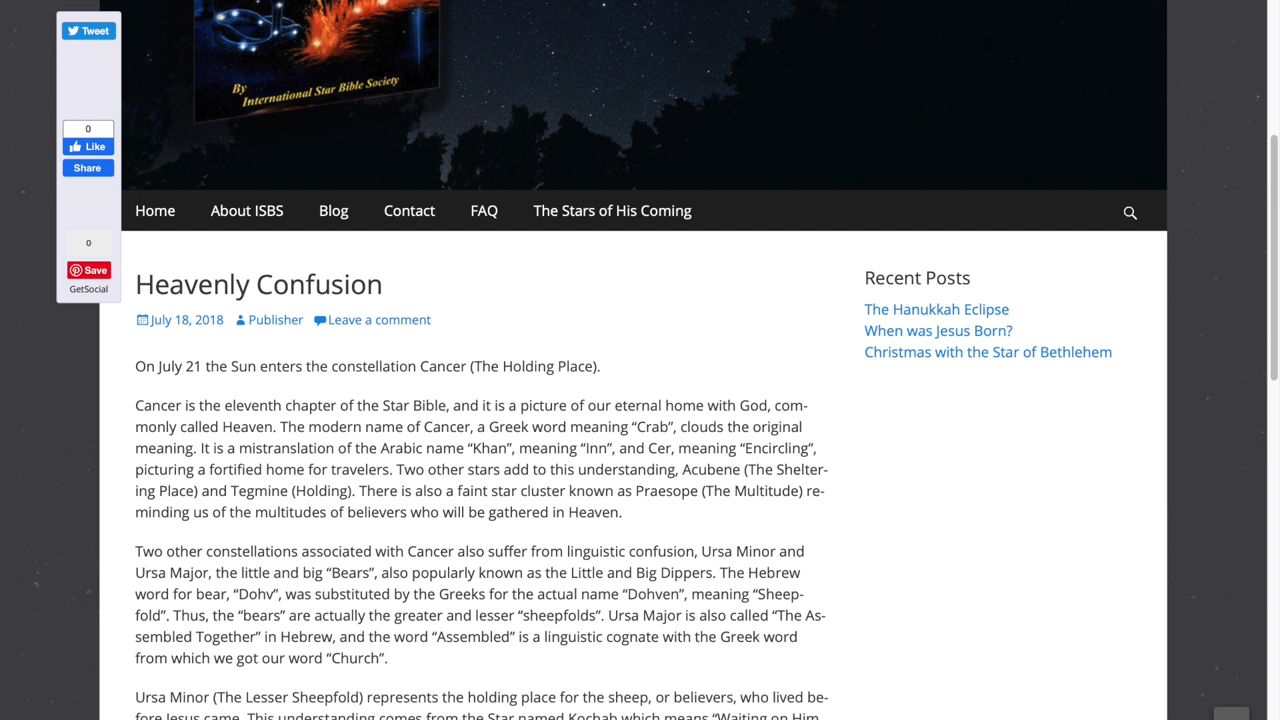 Tweet
0
Like
Share
0
Save
GetSocial
By
International Star Bible Society
Home About ISBS Blog Contact FAQ The Stars of His Coming
Heavenly Confusion
July 18, 2018 Publisher Leave a comment
On July 21 the Sun enters the constellation Cancer (The Holding Place).
Cancer is the eleventh chapter of the Star Bible, and it is a picture of our eternal home with God, com-
monly called Heaven. The modern name of Cancer, a Greek word meaning “Crab”, clouds the original
meaning. It is a mistranslation of the Arabic name “Khan”, meaning “Inn”, and Cer, meaning “Encircling”,
picturing a fortified home for travelers. Two other stars add to this understanding, Acubene (The Shelter-
ing Place) and Tegmine (Holding). There is also a faint star cluster known as Praesope (The Multitude) re-
minding us of the multitudes of believers who will be gathered in Heaven.
Two other constellations associated with Cancer also suffer from linguistic confusion, Ursa Minor and
Ursa Major, the little and big “Bears”, also popularly known as the Little and Big Dippers. The Hebrew
word for bear, “Dohv”, was substituted by the Greeks for the actual name “Dohven”, meaning “Sheep-
fold”. Thus, the “bears” are actually the greater and lesser “sheepfolds”. Ursa Major is also called “The As-
sembled Together” in Hebrew, and the word “Assembled” is a linguistic cognate with the Greek word
from which we got our word “Church”.
Ursa Minor (The Lesser Sheepfold) represents the holding place for the sheep, or believers, who lived be-
fore Jesus came. This understanding comes from the Star named Kochab which means “Waiting on Him
Recent Posts
The Hanukkah Eclipse
When was Jesus Born?
Christmas with the Star of Bethlehem